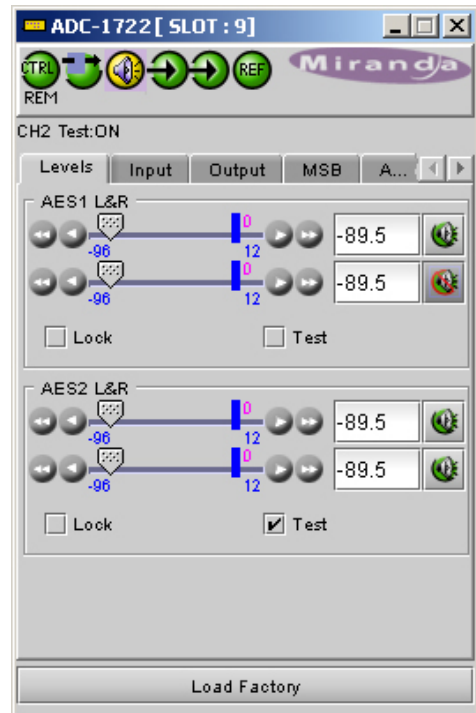 ADC-1722 [ SLOT : 9]
CTRL
REF
Miranda
REM
CH2 Test:ON
Levels Input Output MSB A...
AES1 L&R
0
-96 12 -89.5
0
-96 12 -89.5
Lock Test
AES2 L&R
0
-96 12 -89.5
0
-96 12 -89.5
Lock Test
Load Factory